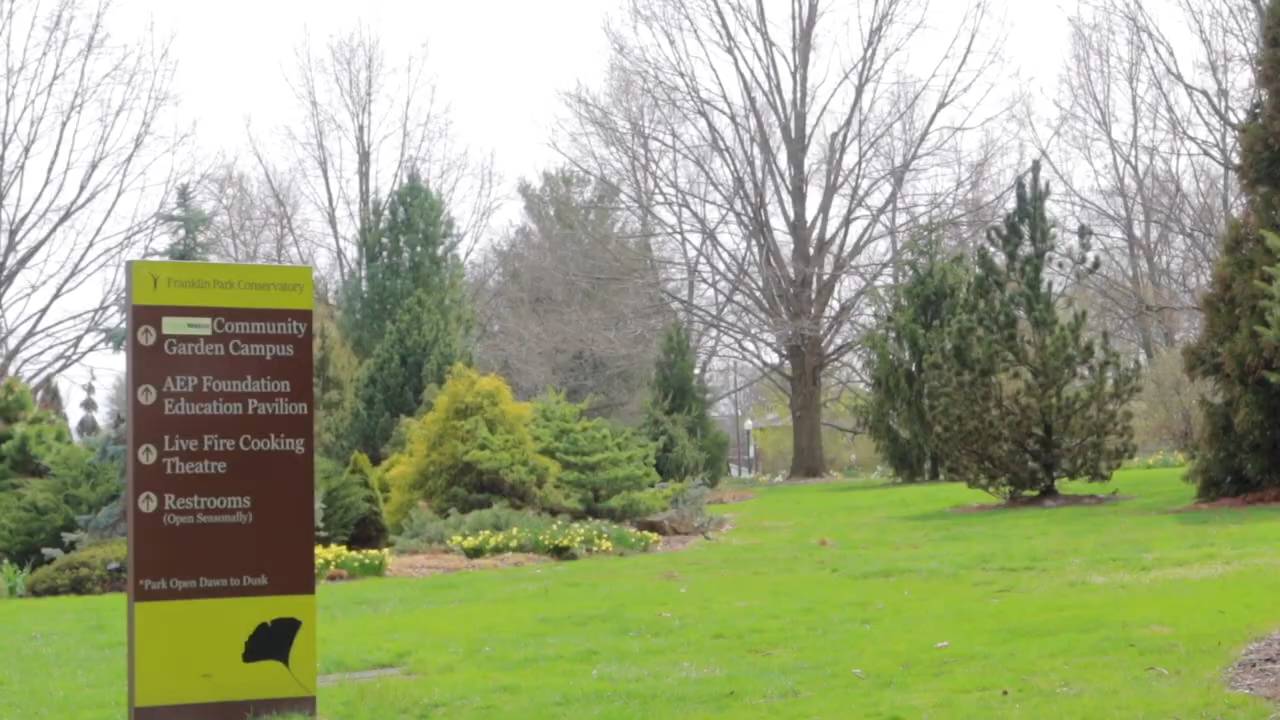 Franklin Park Conservatory
Community
Garden Campus
AEP Foundation
Education Pavilion
Live Fire Cooking
Theatre
Restrooms
(Open Seasonally)
*Park Open Dawn to Dusk